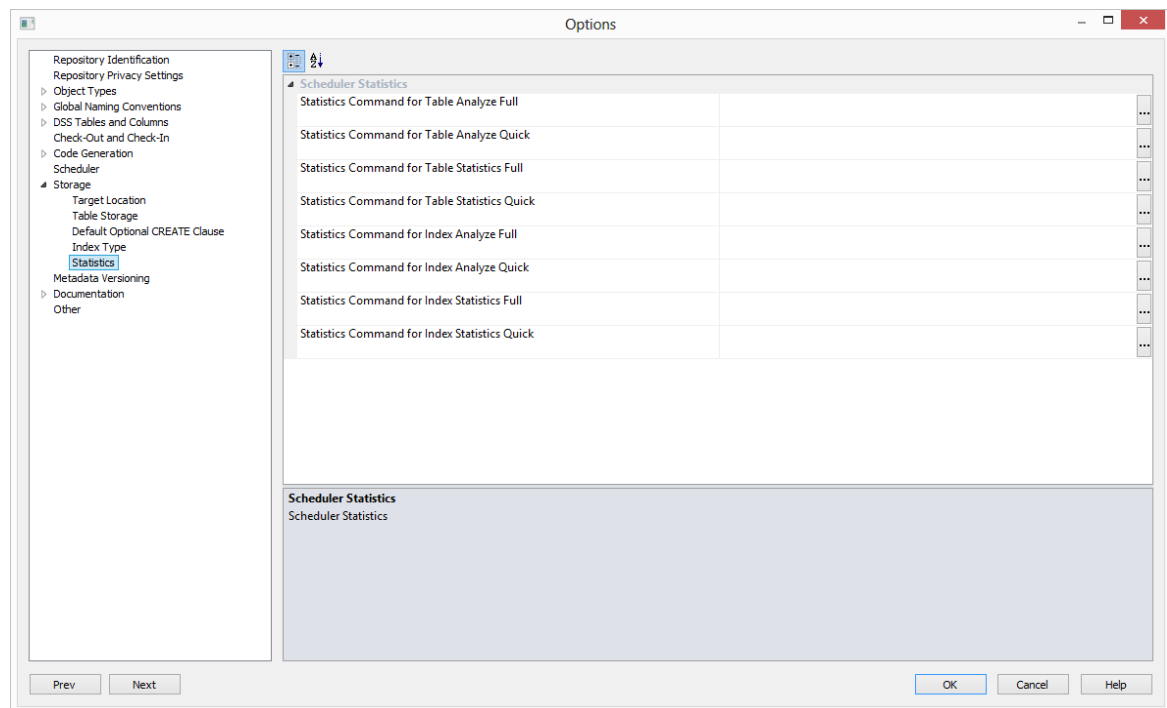 Options
Repository Identification
Repository Privacy Settings
Object Types
Global Naming Conventions
DSS Tables and Columns
Check-Out and Check-In
Code Generation
Scheduler
Storage
Target Location
Table Storage
Default Optional CREATE Clause
Index Type
Statistics
Metadata Versioning
Documentation
Other
Scheduler Statistics
Statistics Command for Table Analyze Full
...
Statistics Command for Table Analyze Quick
...
Statistics Command for Table Statistics Full
...
Statistics Command for Table Statistics Quick
...
Statistics Command for Index Analyze Full
...
Statistics Command for Index Analyze Quick
...
Statistics Command for Index Statistics Full
...
Statistics Command for Index Statistics Quick
...
Scheduler Statistics
Scheduler Statistics
Prev Next OK Cancel Help